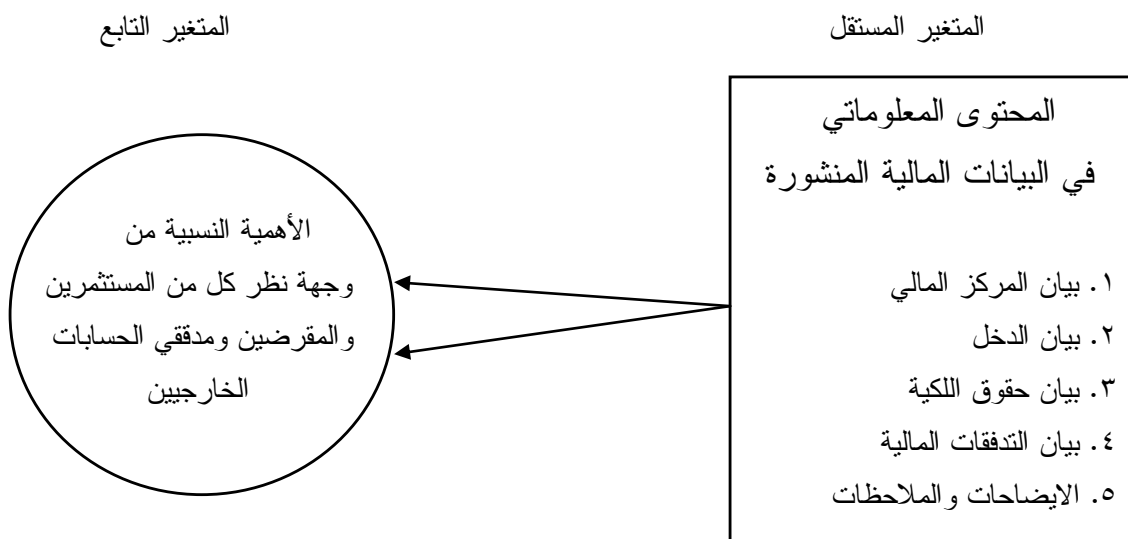 المتغير المستقل
المتغير التابع
المحتوى المعلوماتي
في البيانات المالية المنشورة
١. بيان المركز المالي
٢. بيان الدخل
٣. بيان حقوق اللكية
٤. بيان التدفقات المالية
٥. الايضاحات والملاحظات
الأهمية النسبية من
وجهة نظر كل من المستثمرين
والمقرضين ومدققي الحسابات
الخارجيين